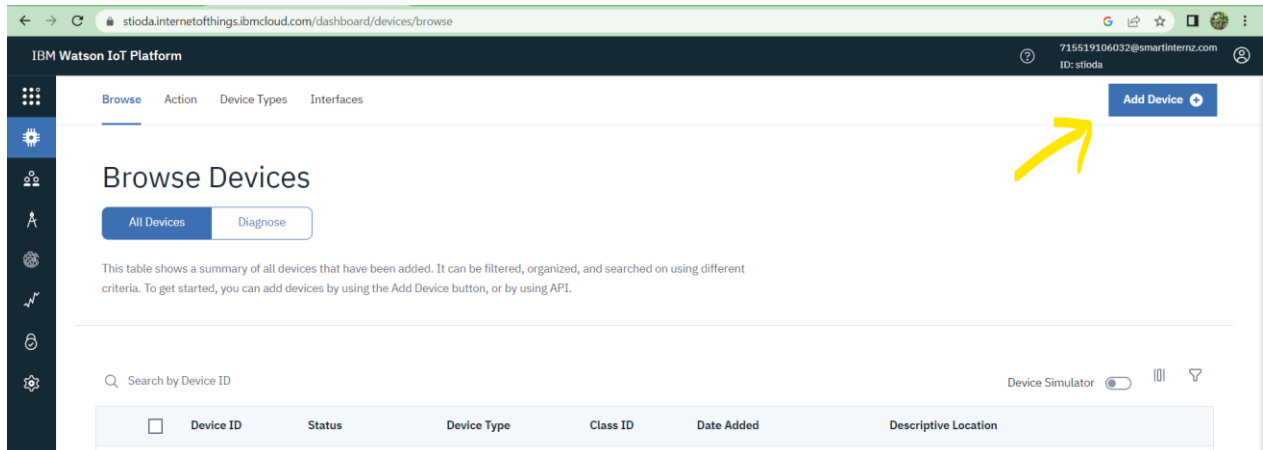 stioda.internetofthings.ibmcloud.com/dashboard/devices/browse
IBM Watson IoT Platform
715519106032@smartinternz.com
ID: stioda
Browse Action Device Types Interfaces
Add Device
Browse Devices
All Devices Diagnose
This table shows a summary of all devices that have been added. It can be filtered, organized, and searched on using different
criteria. To get started, you can add devices by using the Add Device button, or by using API.
Search by Device ID
Device Simulator
Device ID Status Device Type Class ID Date Added Descriptive Location